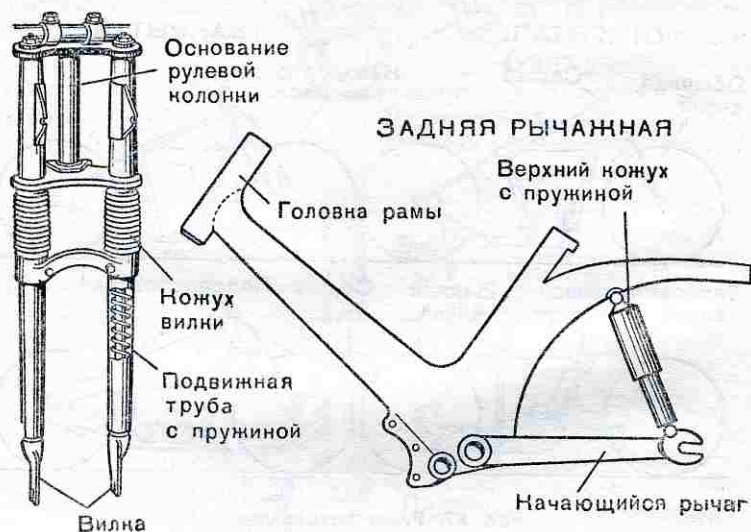 Основание
рулевой
колонки
ЗАДНЯЯ РЫЧАЖНАЯ
Верхний кожух
с пружиной
Головка рамы
Кожух
вилки
Подвижная
труба
с пружиной
Вилка
Качающийся рычаг